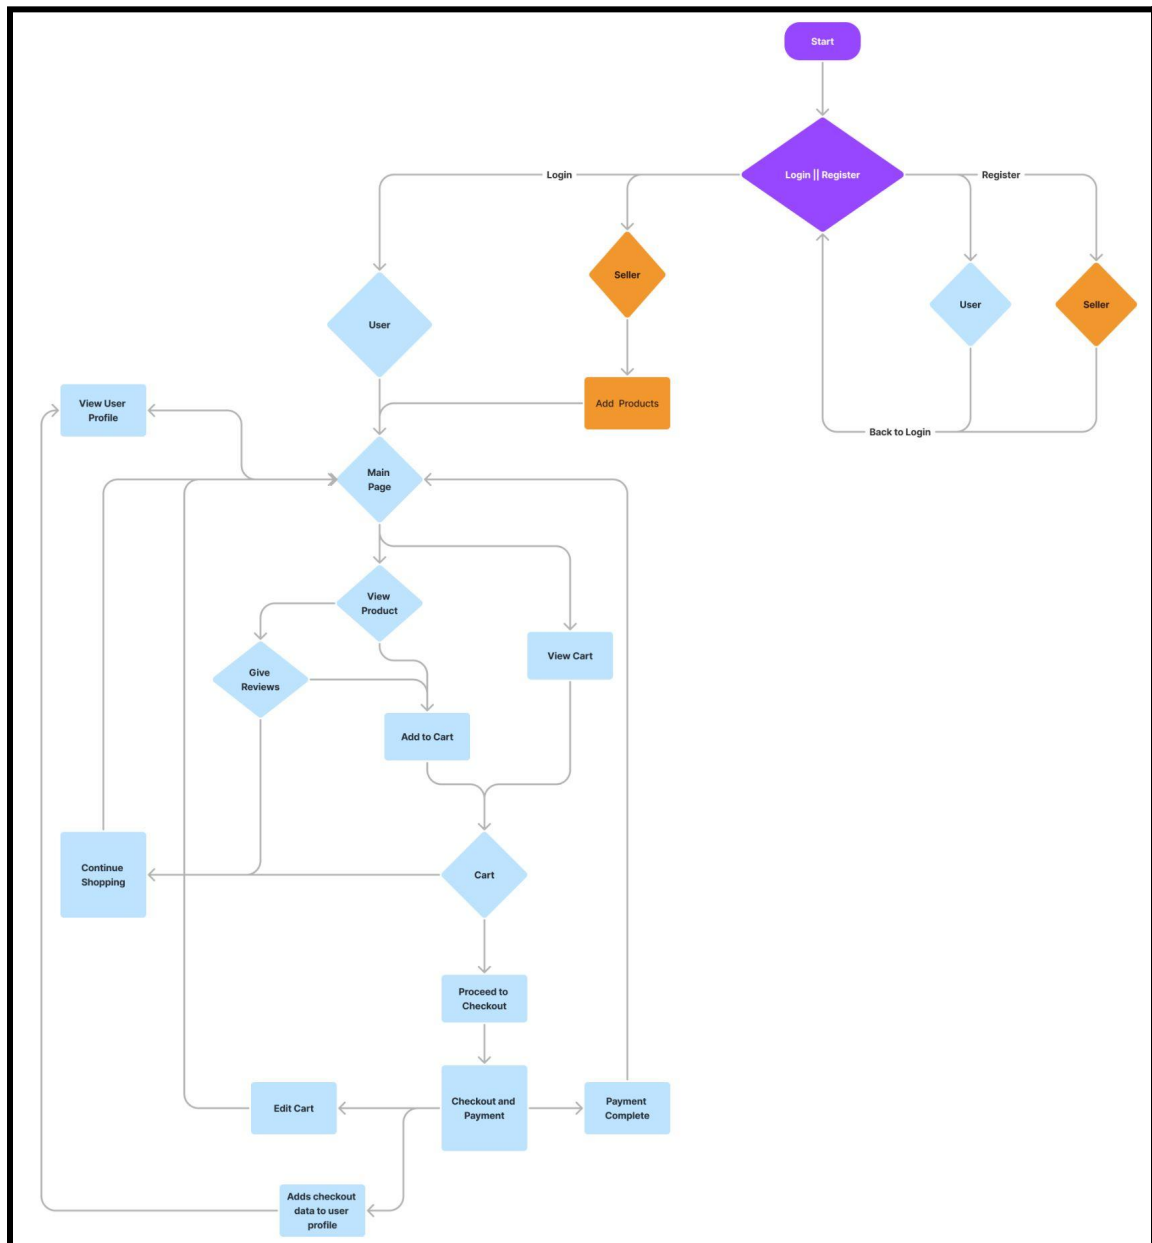 Start
Login || Register
Login
Register
Seller
User
Seller
User
View User
Profile
Add  Products
Back to Login
Main
Page
View
Product
View Cart
Give
Reviews
Add to Cart
Continue
Shopping
Cart
Proceed to
Checkout
Edit Cart
Checkout and
Payment
Payment
Complete
Adds checkout
data to user
profile